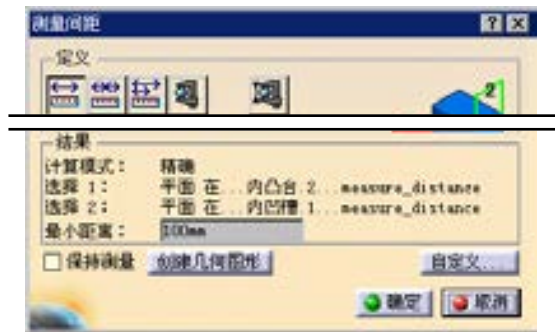 测量间距
定义
2
结果
计算模式： 精确
选择 1： 平面 在...内凸台.2...measure_distance
选择 2： 平面 在...内凹槽.1...measure_distance
最小距离： 100mm
保持测量 创建几何图形 自定义...
确定 取消